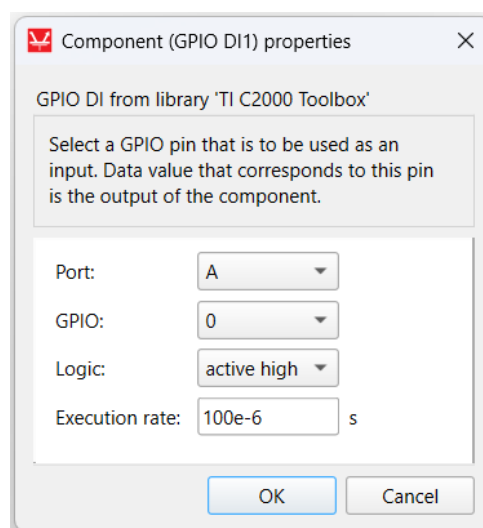 Component (GPIO DI1) properties
GPIO DI from library 'TI C2000 Toolbox'
Select a GPIO pin that is to be used as an
input. Data value that corresponds to this pin
is the output of the component.
Port: A
GPIO: 0
Logic: active high
Execution rate: 100e-6 s
OK Cancel